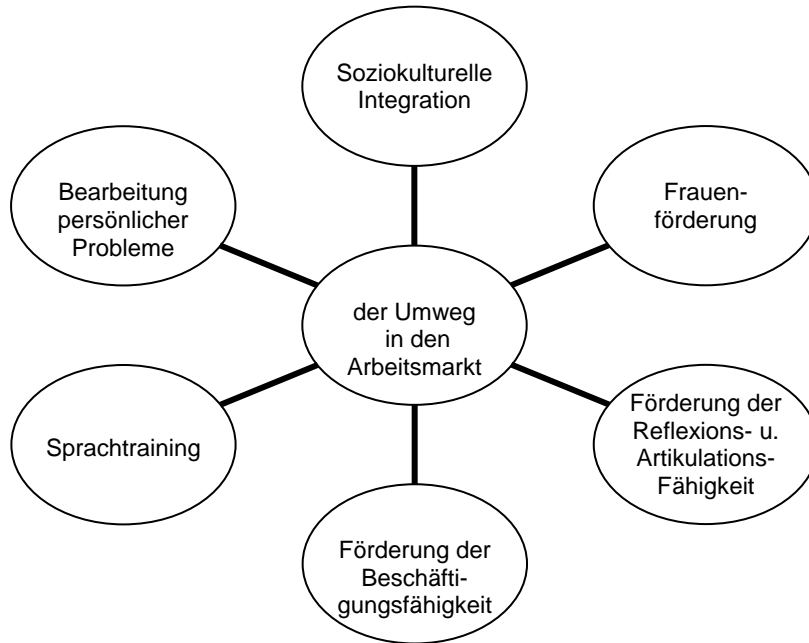 Soziokulturelle
Integration
Bearbeitung
persönlicher
Probleme
Frauen-
förderung
der Umweg
in den
Arbeitsmarkt
Sprachtraining
Förderung der
Reflexions- u.
Artikulations-
Fähigkeit
Förderung der
Beschäfti-
gungsfähigkeit